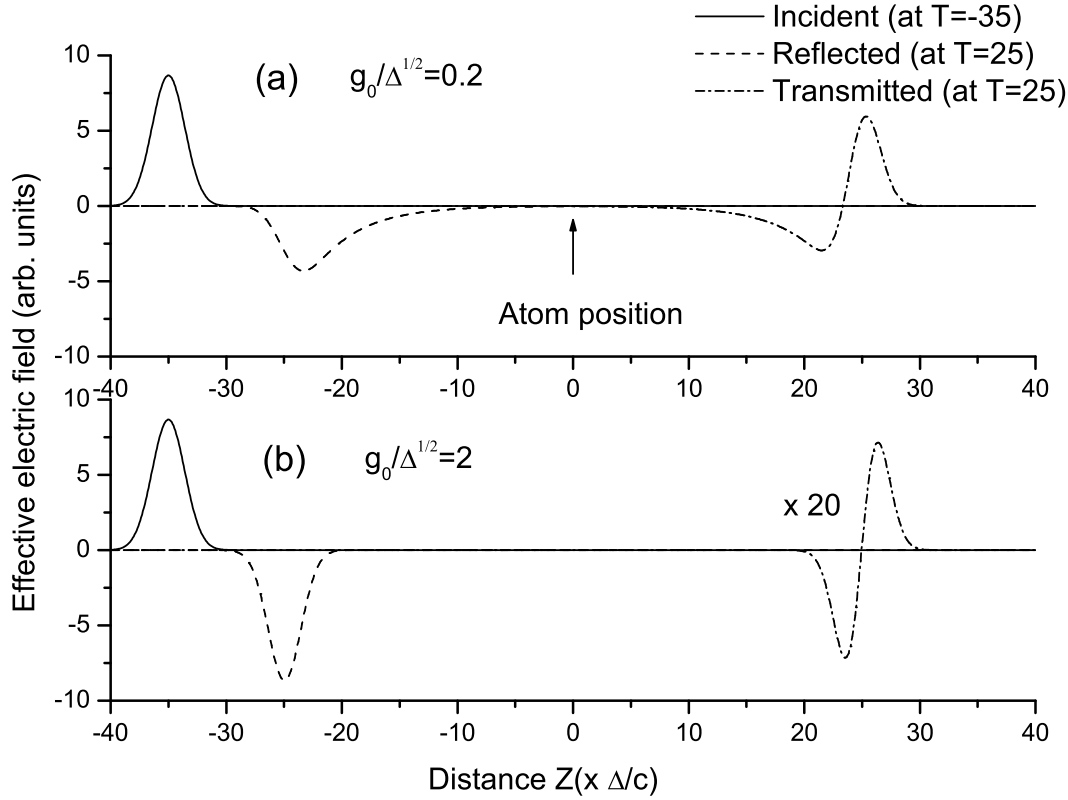 Incident (at T=-35)
Reflected (at T=25)
Transmitted (at T=25)
(a) g0/Δ1/2=0.2
10
5
0
-5
-10
Atom position
-40 -30 -20 -10 0 10 20 30 40
Effective electric field (arb. units)
(b) g0/Δ1/2=2
x 20
10
5
0
-5
-10
-40 -30 -20 -10 0 10 20 30 40
Distance Z(x Δ/c)